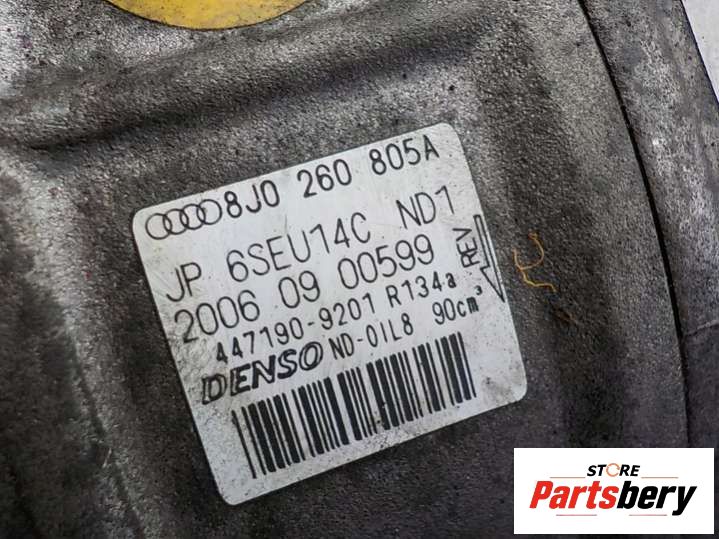 8J0 260 805A
JP 6SEU14C ND1
2006 09 00599
REV
447190-9201 R134a
DENSO ND-OIL8 90cm³
STORE
Partsbery